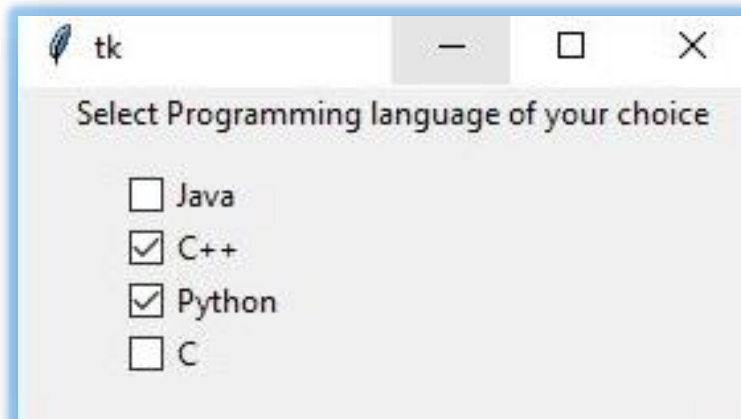 tk
Select Programming language of your choice
Java
C++
Python
C